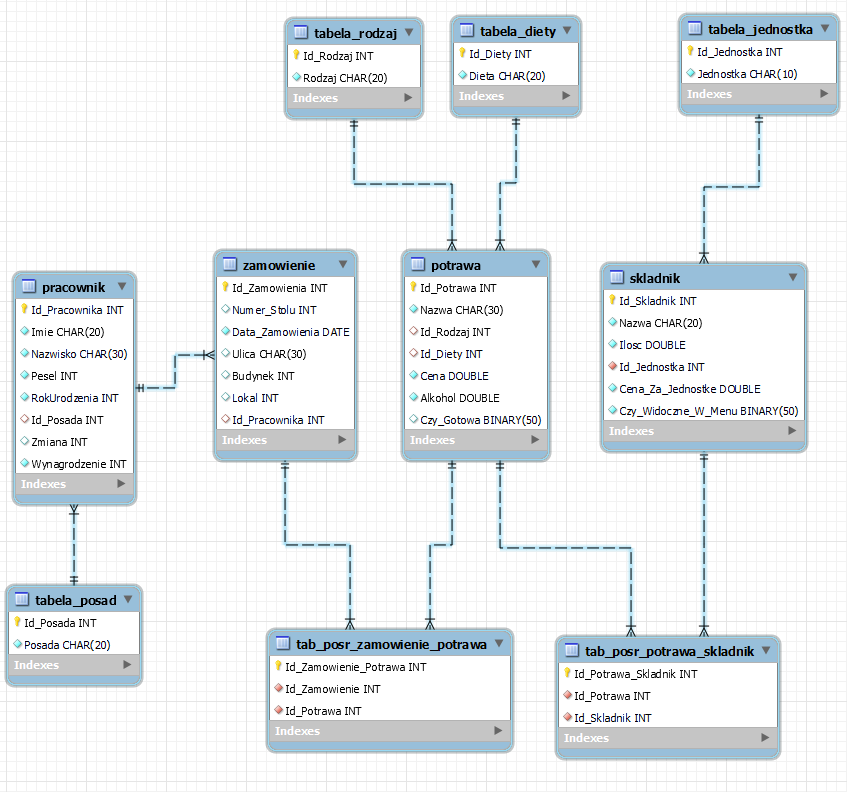 tabela_rodzaj
Id_Rodzaj INT
Rodzaj CHAR(20)
Indexes
tabela_diety
Id_Diety INT
Dieta CHAR(20)
Indexes
tabela_jednostka
Id_Jednostka INT
Jednostka CHAR(10)
Indexes
pracownik
Id_Pracownika INT
Imie CHAR(20)
Nazwisko CHAR(30)
Pesel INT
RokUrodzenia INT
Id_Posada INT
Zmiana INT
Wynagrodzenie INT
Indexes
zamowienie
Id_Zamowienia INT
Numer_Stolu INT
Data_Zamowienia DATE
Ulica CHAR(30)
Budynek INT
Lokal INT
Id_Pracownika INT
Indexes
potrawa
Id_Potrawa INT
Nazwa CHAR(30)
Id_Rodzaj INT
Id_Diety INT
Cena DOUBLE
Alkohol DOUBLE
Czy_Gotowa BINARY(50)
Indexes
skladnik
Id_Skladnik INT
Nazwa CHAR(20)
Ilosc DOUBLE
Id_Jednostka INT
Cena_Za_Jednostke DOUBLE
Czy_Widoczne_W_Menu BINARY(50)
Indexes
tabela_posad
Id_Posada INT
Posada CHAR(20)
Indexes
tab_posr_zamowienie_potrawa
Id_Zamowienie_Potrawa INT
Id_Zamowienie INT
Id_Potrawa INT
Indexes
tab_posr_potrawa_skladnik
Id_Potrawa_Skladnik INT
Id_Potrawa INT
Id_Skladnik INT
Indexes